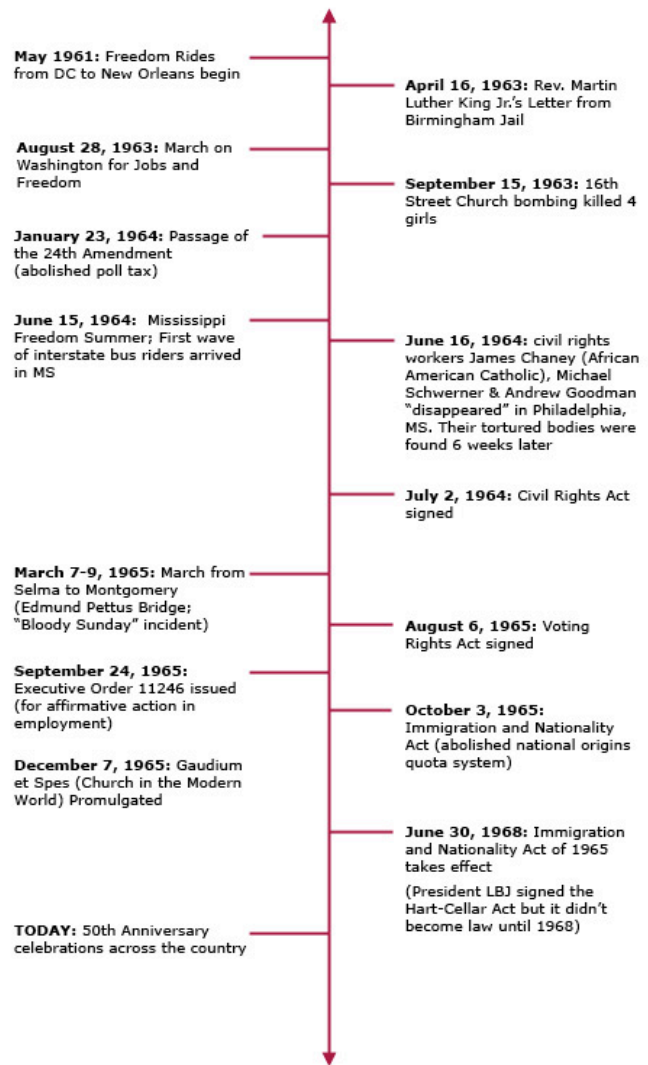 May 1961: Freedom Rides
from DC to New Orleans begin
April 16, 1963: Rev. Martin
Luther King Jr.’s Letter from
Birmingham Jail
August 28, 1963: March on
Washington for Jobs and
Freedom
September 15, 1963: 16th
Street Church bombing killed 4
girls
January 23, 1964: Passage of
the 24th Amendment
(abolished poll tax)
June 15, 1964: Mississippi
Freedom Summer; First wave
of interstate bus riders arrived
in MS
June 16, 1964: civil rights
workers James Chaney (African
American Catholic), Michael
Schwerner & Andrew Goodman
“disappeared” in Philadelphia,
MS. Their tortured bodies were
found 6 weeks later
July 2, 1964: Civil Rights Act
signed
March 7-9, 1965: March from
Selma to Montgomery
(Edmund Pettus Bridge;
“Bloody Sunday” incident)
August 6, 1965: Voting
Rights Act signed
September 24, 1965:
Executive Order 11246 issued
(for affirmative action in
employment)
October 3, 1965:
Immigration and Nationality
Act (abolished national origins
quota system)
December 7, 1965: Gaudium
et Spes (Church in the Modern
World) Promulgated
June 30, 1968: Immigration
and Nationality Act of 1965
takes effect
(President LBJ signed the
Hart-Cellar Act but it didn’t
become law until 1968)
TODAY: 50th Anniversary
celebrations across the country